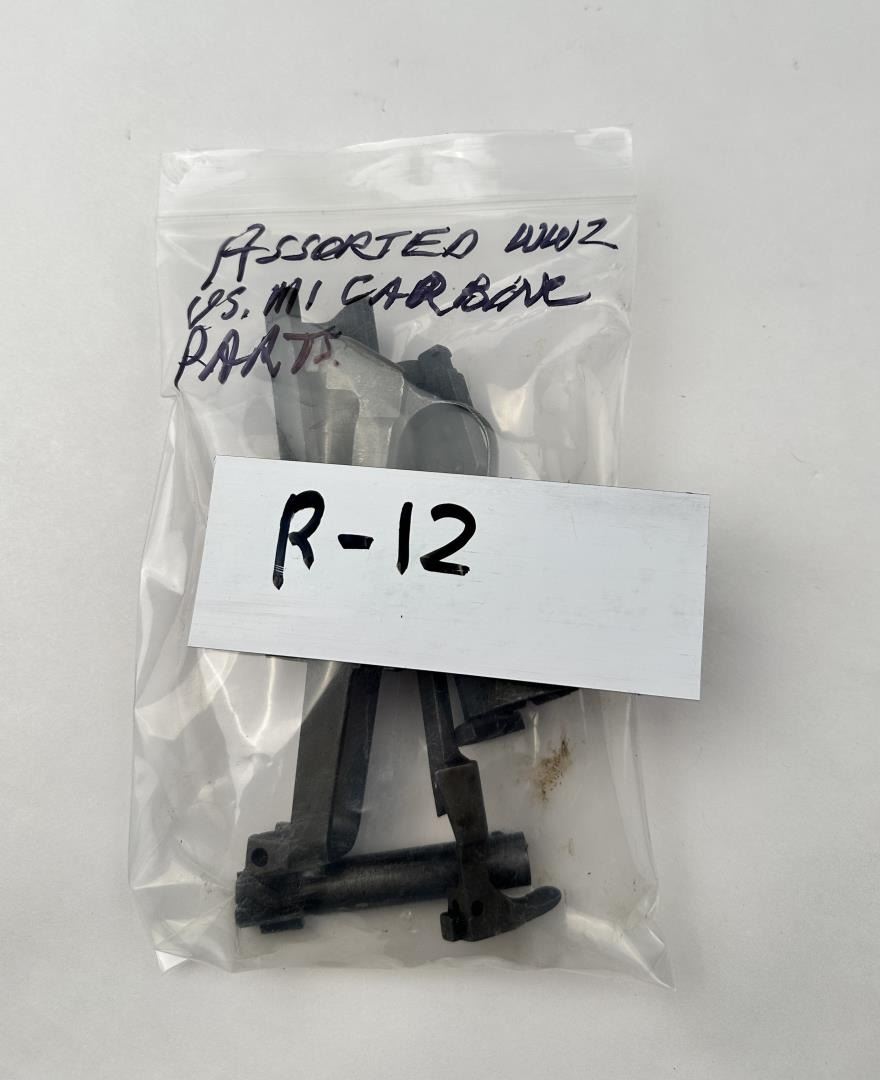 ASSORTED WW2
US. M1 CARBINE
PARTS.
R-12